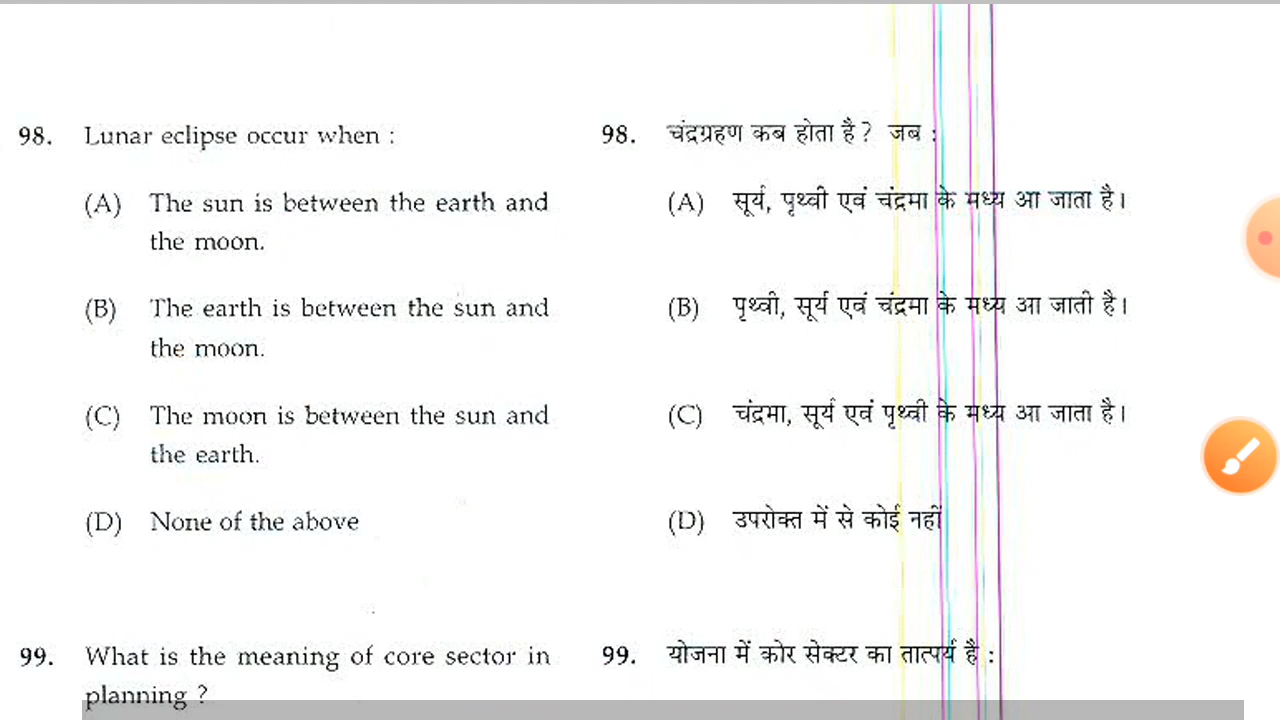 98. Lunar eclipse occur when :
(A) The sun is between the earth and
the moon.
(B) The earth is between the sun and
the moon.
(C) The moon is between the sun and
the earth.
(D) None of the above
99. What is the meaning of core sector in
planning ?
98. चंद्रग्रहण कब होता है ? जब :
(A) सूर्य, पृथ्वी एवं चंद्रमा के मध्य आ जाता है।
(B) पृथ्वी, सूर्य एवं चंद्रमा के मध्य आ जाती है।
(C) चंद्रमा, सूर्य एवं पृथ्वी के मध्य आ जाता है।
(D) उपरोक्त में से कोई नहीं
99. योजना में कोर सेक्टर का तात्पर्य है :